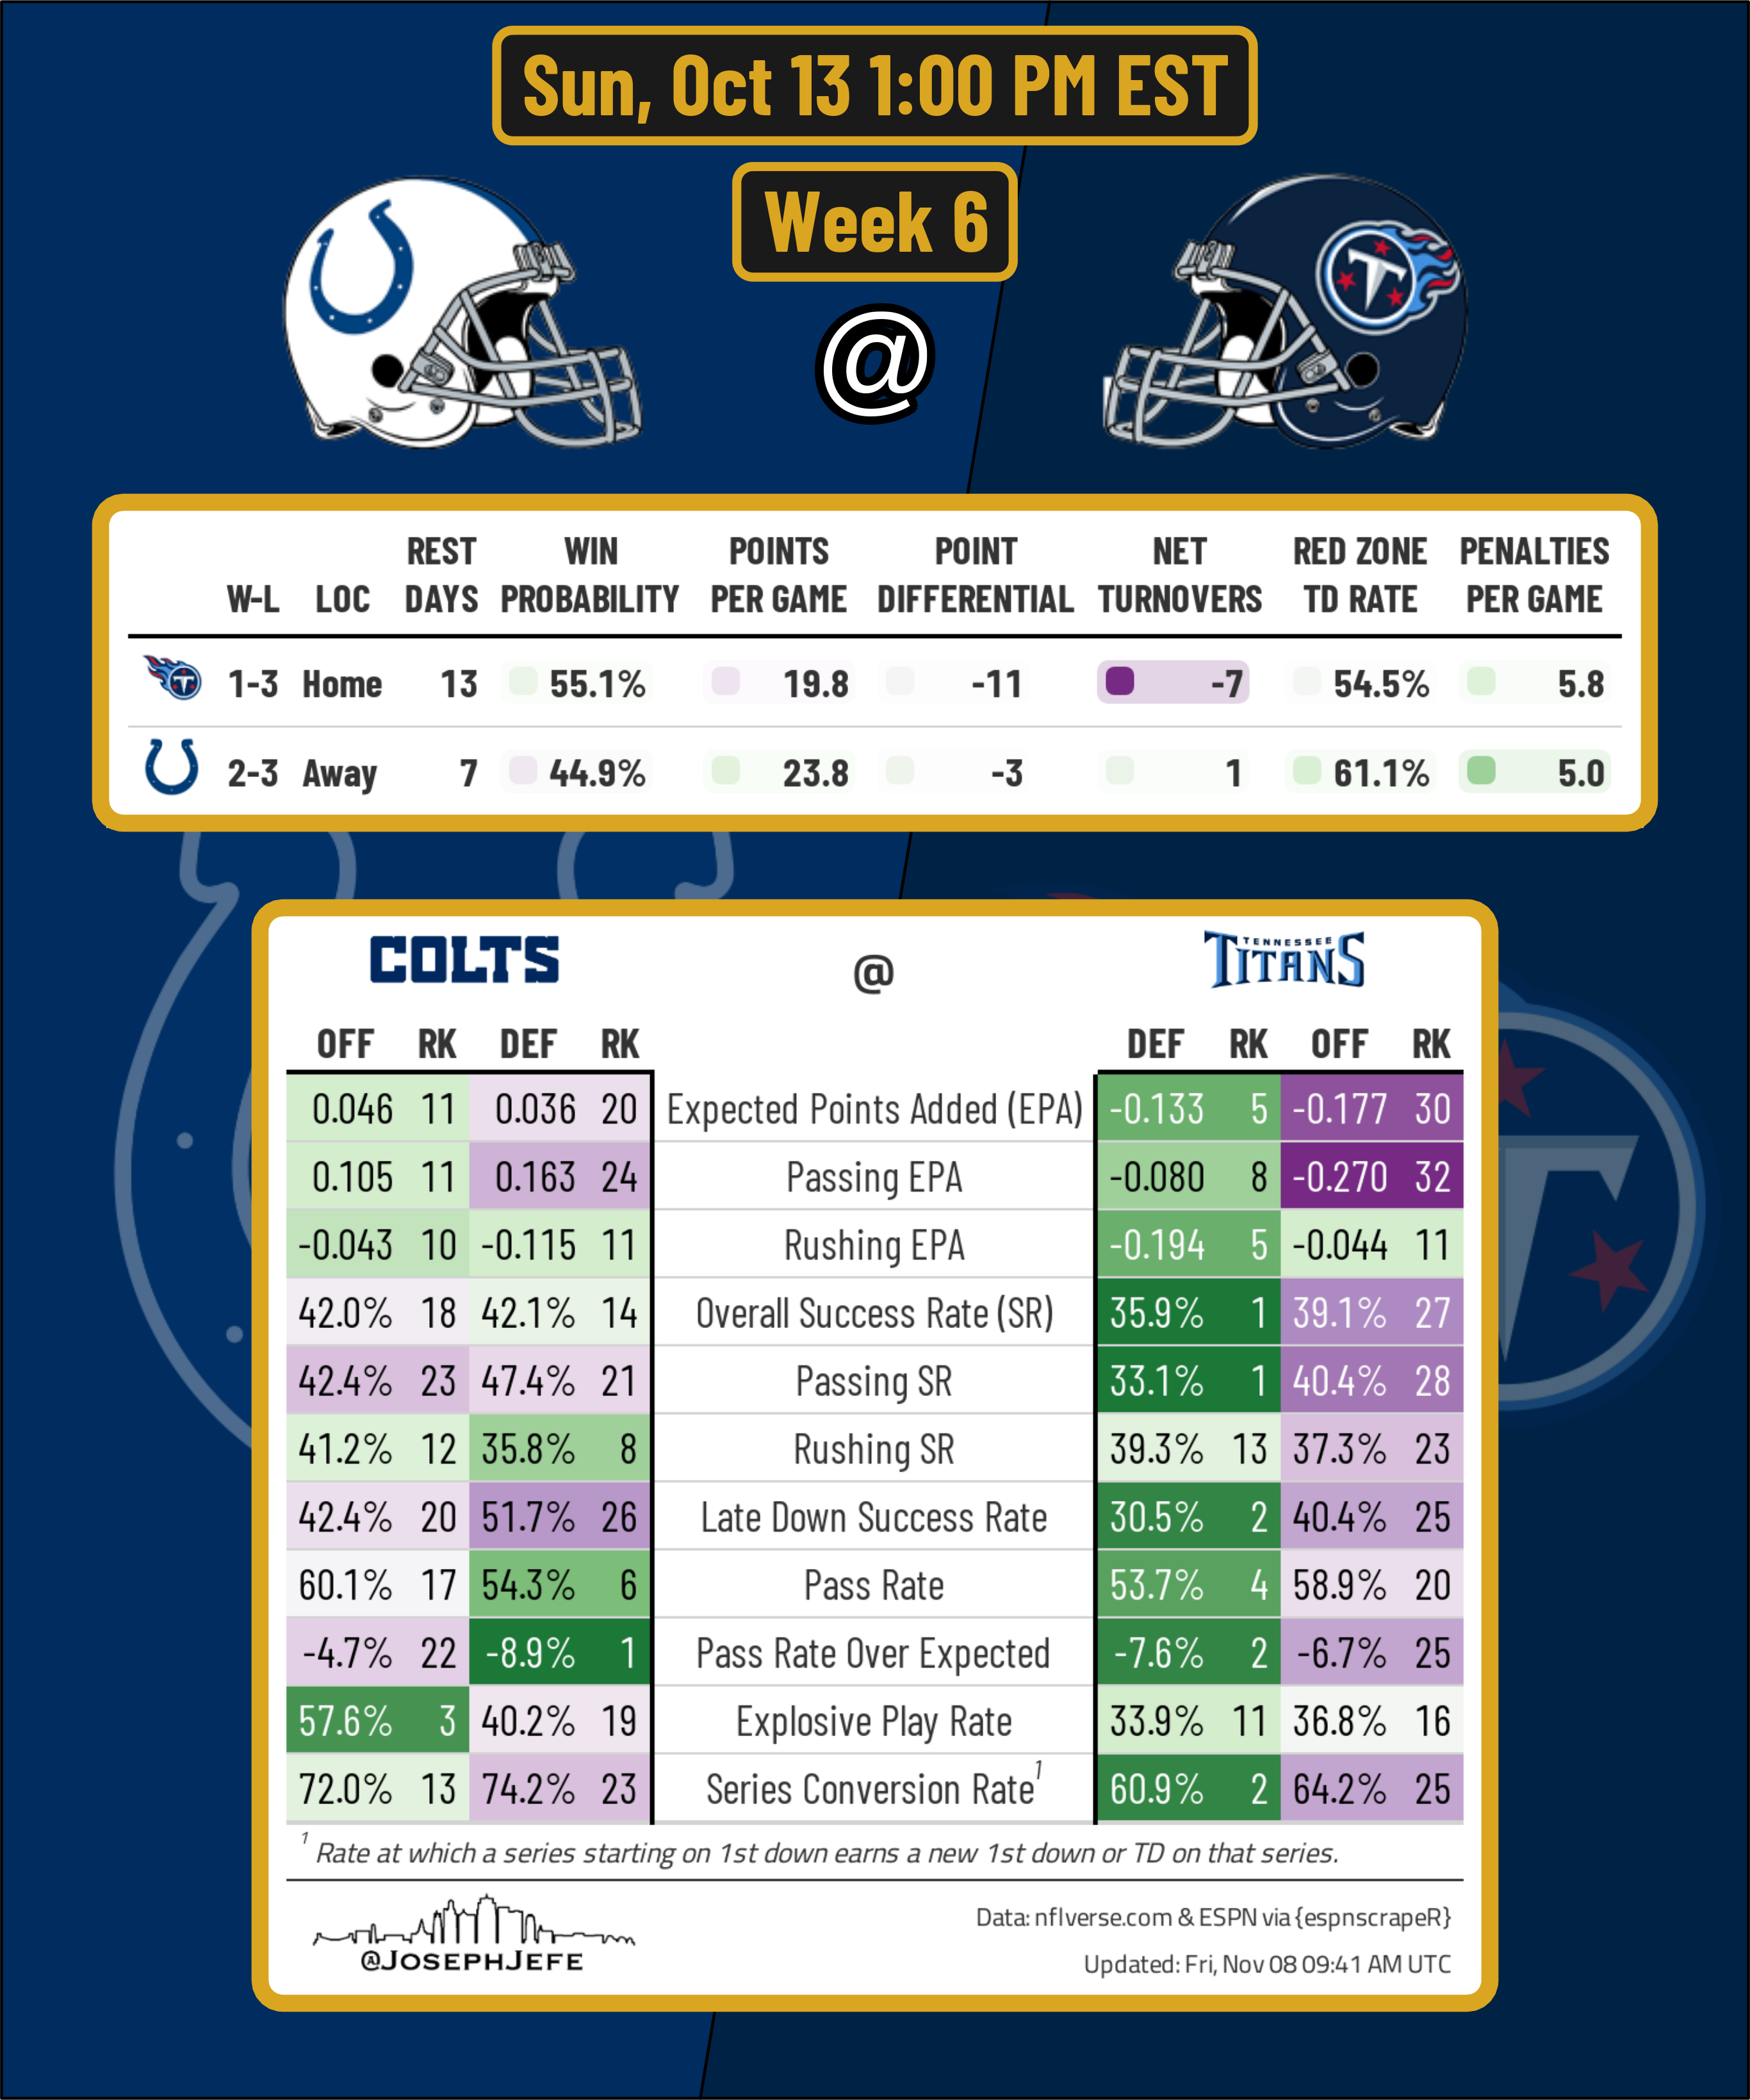 Sun, Oct 13 1:00 PM EST
Week 6
@
W-L LOC REST DAYS WIN PROBABILITY POINTS PER GAME POINT DIFFERENTIAL NET TURNOVERS RED ZONE TD RATE PENALTIES PER GAME
1-3 Home 13 55.1% 19.8 -11 -7 54.5% 5.8
2-3 Away 7 44.9% 23.8 -3 1 61.1% 5.0
COLTS @ TENNESSEE TITANS
OFF RK DEF RK DEF RK OFF RK
0.046 11 0.036 20 Expected Points Added (EPA) -0.133 5 -0.177 30
0.105 11 0.163 24 Passing EPA -0.080 8 -0.270 32
-0.043 10 -0.115 11 Rushing EPA -0.194 5 -0.044 11
42.0% 18 42.1% 14 Overall Success Rate (SR) 35.9% 1 39.1% 27
42.4% 23 47.4% 21 Passing SR 33.1% 1 40.4% 28
41.2% 12 35.8% 8 Rushing SR 39.3% 13 37.3% 23
42.4% 20 51.7% 26 Late Down Success Rate 30.5% 2 40.4% 25
60.1% 17 54.3% 6 Pass Rate 53.7% 4 58.9% 20
-4.7% 22 -8.9% 1 Pass Rate Over Expected -7.6% 2 -6.7% 25
57.6% 3 40.2% 19 Explosive Play Rate 33.9% 11 36.8% 16
72.0% 13 74.2% 23 Series Conversion Rate¹ 60.9% 2 64.2% 25
¹ Rate at which a series starting on 1st down earns a new 1st down or TD on that series.
@JOSEPHJEFE
Data: nflverse.com & ESPN via {espnscrapeR}
Updated: Fri, Nov 08 09:41 AM UTC